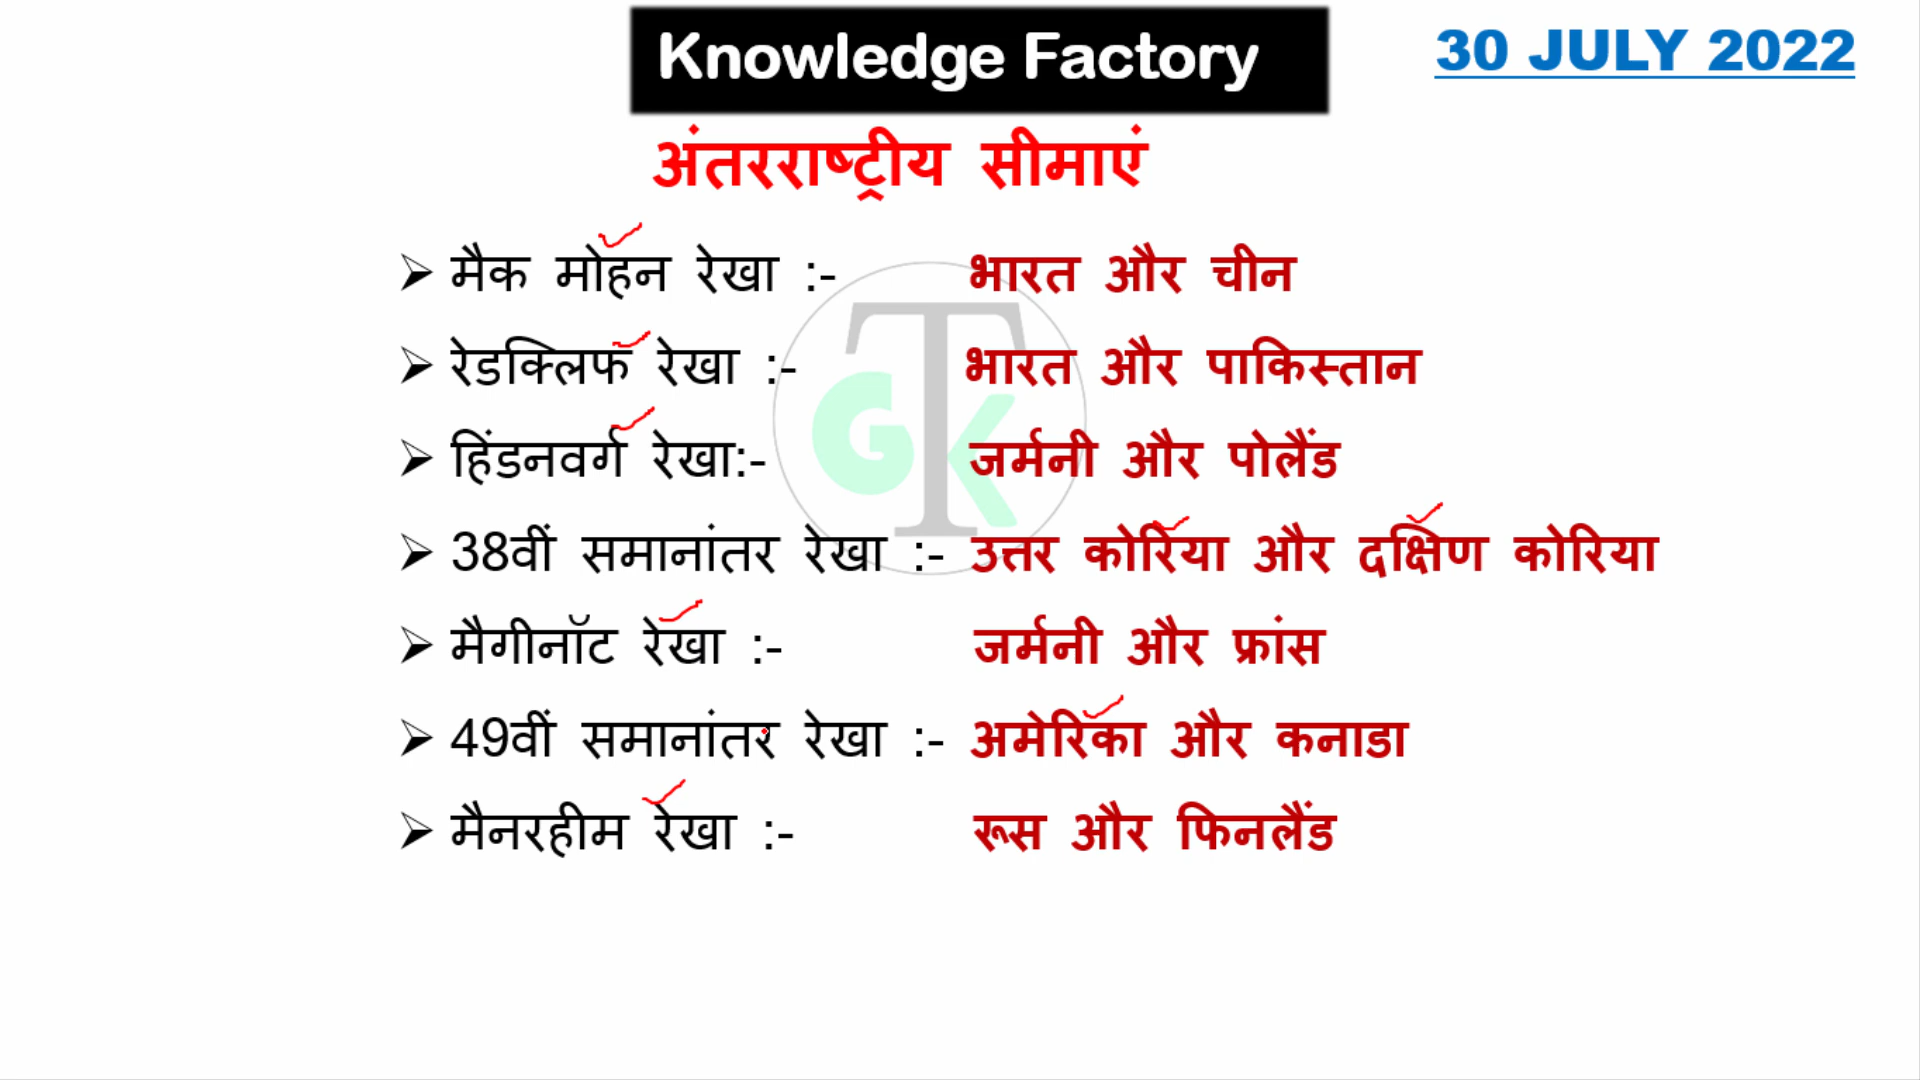 Knowledge Factory
30 JULY 2022
अंतरराष्ट्रीय सीमाएं
मैक मोहन रेखा :- भारत और चीन
रेडक्लिफ रेखा :- भारत और पाकिस्तान
हिंडनवर्ग रेखा:- जर्मनी और पोलैंड
38वीं समानांतर रेखा :- उत्तर कोरिया और दक्षिण कोरिया
मैगीनॉट रेखा :- जर्मनी और फ्रांस
49वीं समानांतर रेखा :- अमेरिका और कनाडा
मैनरहीम रेखा :- रूस और फिनलैंड
GTK